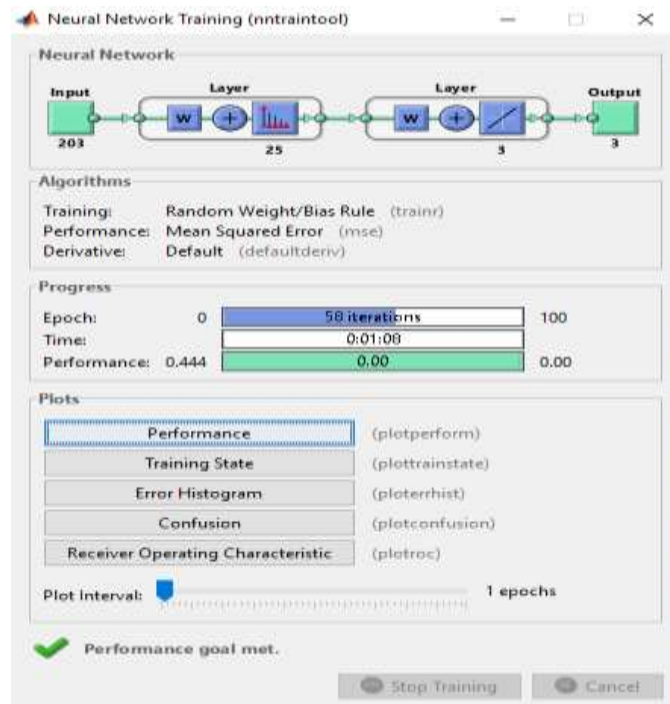 Neural Network Training (nntraintool)
Neural Network
Input Layer Layer Output
W + W +
203 25 3 3
Algorithms
Training: Random Weight/Bias Rule (trainr)
Performance: Mean Squared Error (mse)
Derivative: Default (defaultderiv)
Progress
Epoch: 0 58 iterations 100
Time: 0:01:08
Performance: 0.444 0.00 0.00
Plots
Performance (plotperform)
Training State (plottrainstate)
Error Histogram (ploterrhist)
Confusion (plotconfusion)
Receiver Operating Characteristic (plotroc)
Plot Interval: 1 epochs
Performance goal met.
Stop Training Cancel